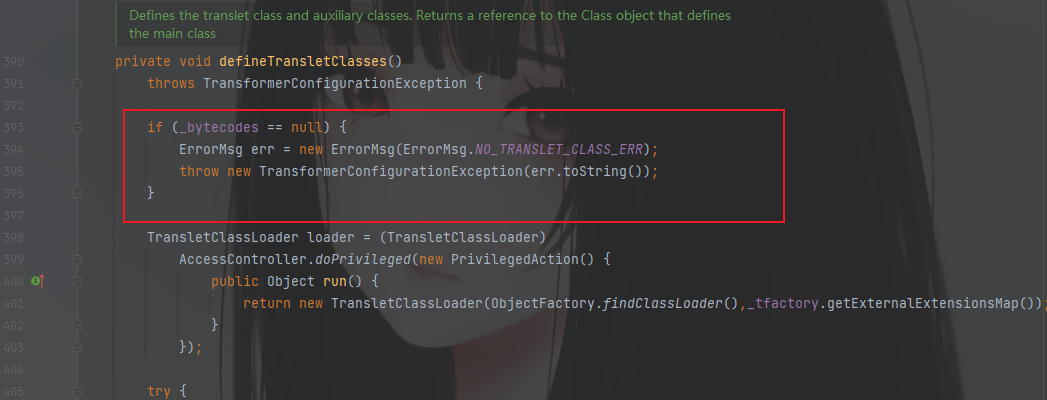 Defines the translet class and auxiliary classes. Returns a reference to the Class object that defines
the main class
390 private void defineTransletClasses()
391 throws TransformerConfigurationException {
392
393 if (_bytecodes == null) {
394 ErrorMsg err = new ErrorMsg(ErrorMsg.NO_TRANSLET_CLASS_ERR);
395 throw new TransformerConfigurationException(err.toString());
396 }
397
398 TransletClassLoader loader = (TransletClassLoader)
399 AccessController.doPrivileged(new PrivilegedAction() {
400 public Object run() {
401 return new TransletClassLoader(ObjectFactory.findClassLoader(),_tfactory.getExternalExtensionsMap());
402 }
403 });
404
405 try {